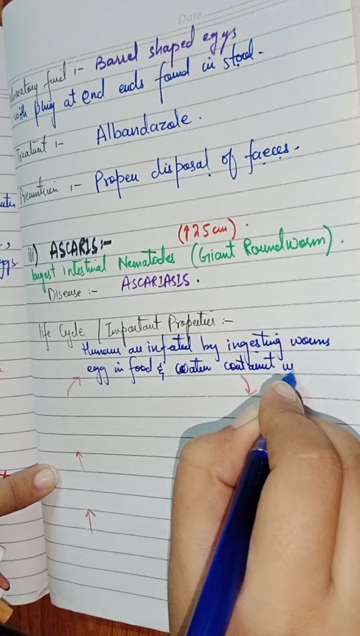 Date
Laboratory find :- Barrel shaped eggs
with plug at end ends found in stool.
Treatment :- Albandazole.
Prevention :- Proper disposal of faeces.
iii) ASCARIS:- (↑25cm).
largest intestinal Nematodes (Giant Roundworm).
Disease :- ASCARIASIS.
life Cycle | Important Properties :-
Humans are infated by ingesting worms
egg in food & water